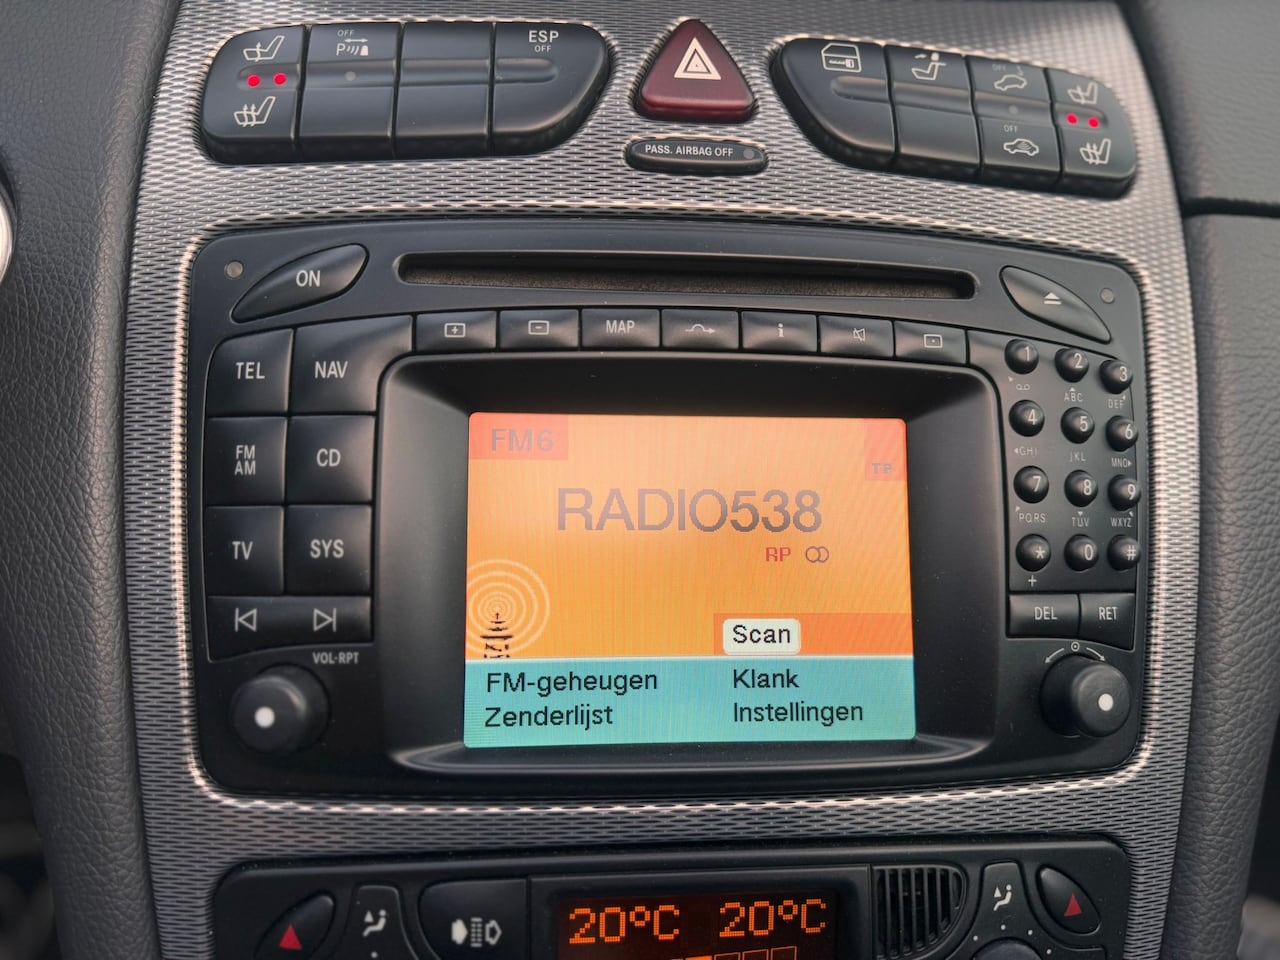 OFF
P
ESP
OFF
PASS. AIRBAG OFF
OFF
OFF
ON
MAP
i
TEL
NAV
FM
AM
CD
TV
SYS
VOL-RPT
1
2
ABC
3
DEF
4
GHI
5
JKL
6
MNO
7
PQRS
8
TUV
9
WXYZ
*
+
0
#
DEL
RET
FM6
TP
RADIO538
RP
Scan
FM-geheugen
Klank
Zenderlijst
Instellingen
20°C
20°C